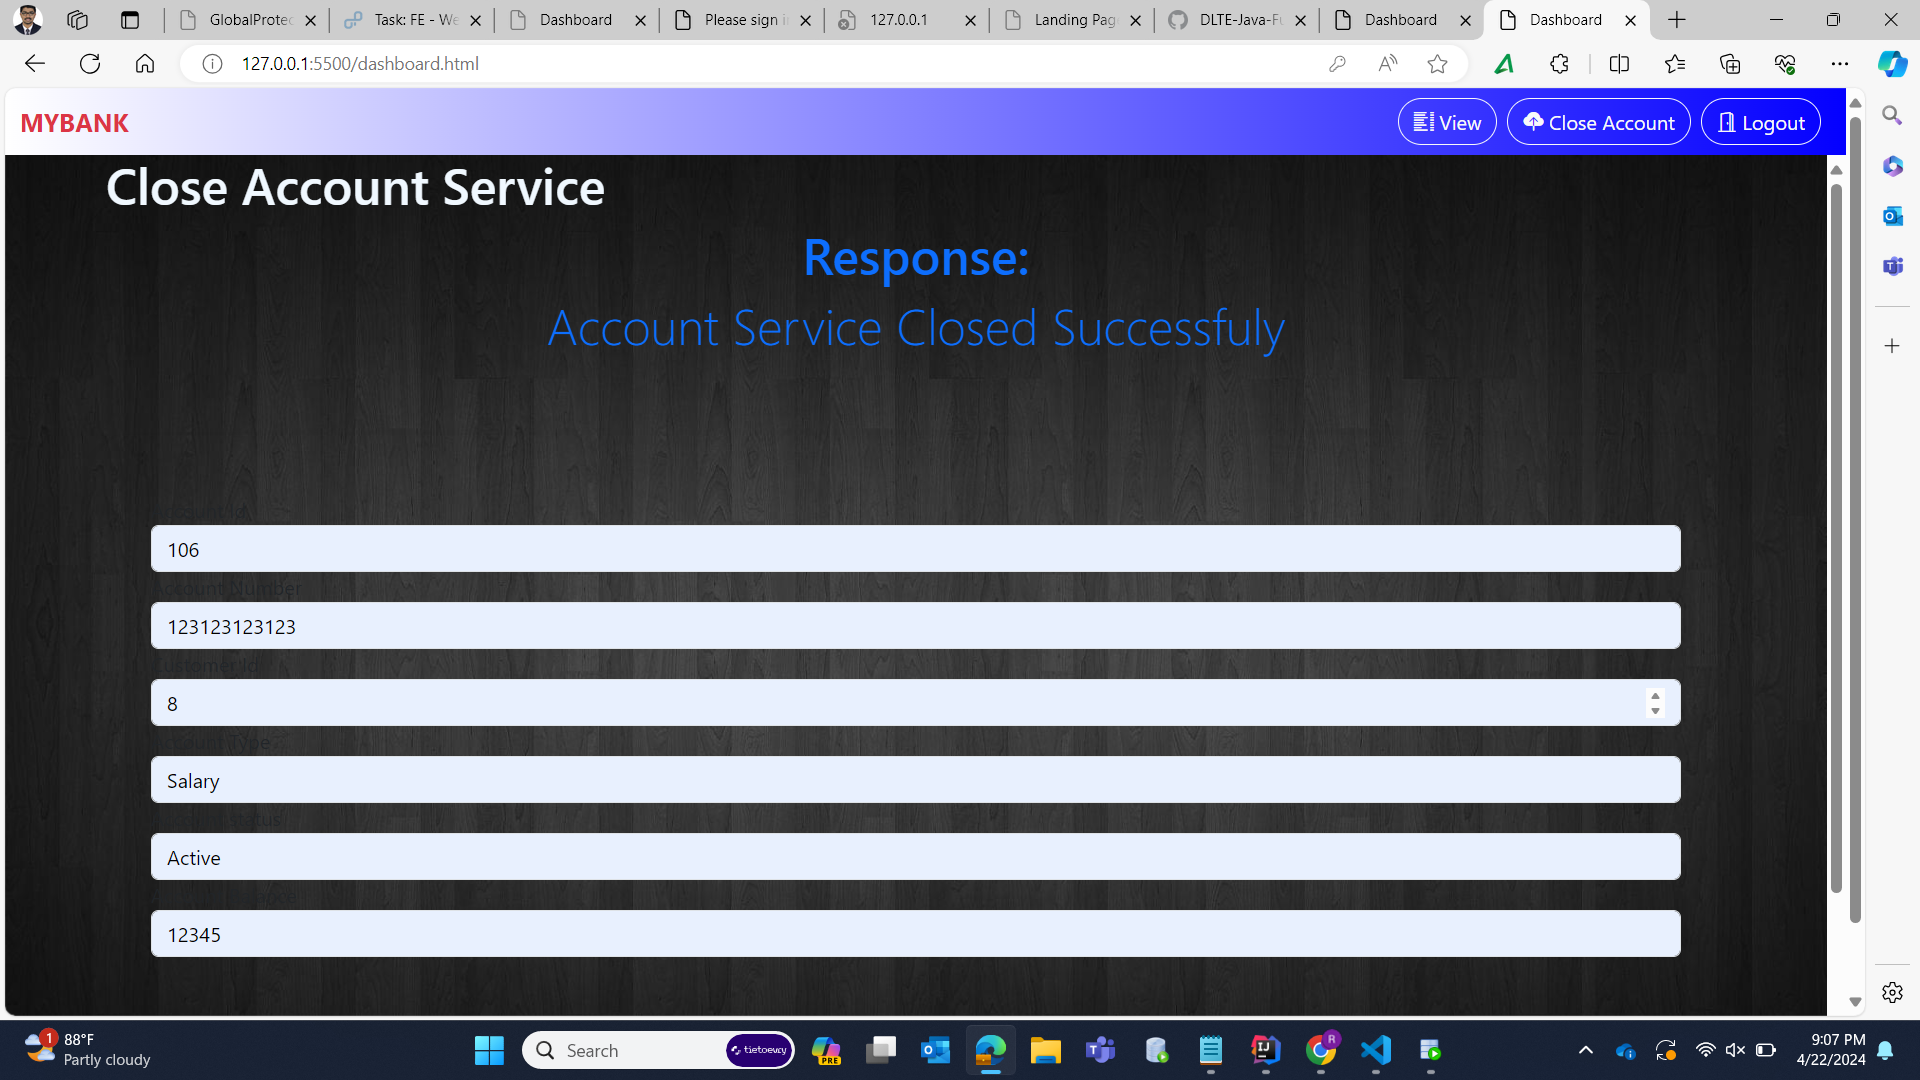 GlobalProtec
Task: FE - We
Dashboard
Please sign i
127.0.0.1
Landing Pag
DLTE-Java-Fu
Dashboard
Dashboard
127.0.0.1:5500/dashboard.html
MYBANK
View
Close Account
Logout
Close Account Service
Response:
Account Service Closed Successfuly
106
Account Number
123123123123
Customer Id
8
Account Type
Salary
Status
Active
12345
1
88°F
Partly cloudy
Search
tietoevry
PRE
R
9:07 PM
4/22/2024